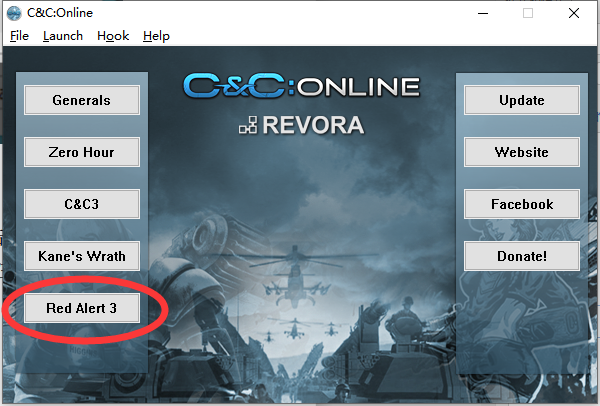 C&C:Online
File Launch Hook Help
C&C:ONLINE
REVORA
Generals
Zero Hour
C&C3
Kane's Wrath
Red Alert 3
Update
Website
Facebook
Donate!